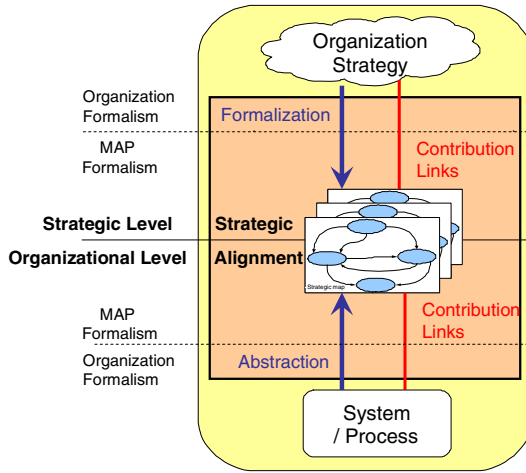 Organization
Strategy
Organization
Formalism
Formalization
MAP
Formalism
Contribution
Links
Strategic Level
Strategic
Organizational Level
Alignment
Strategic map
MAP
Formalism
Contribution
Links
Organization
Formalism
Abstraction
System
/ Process